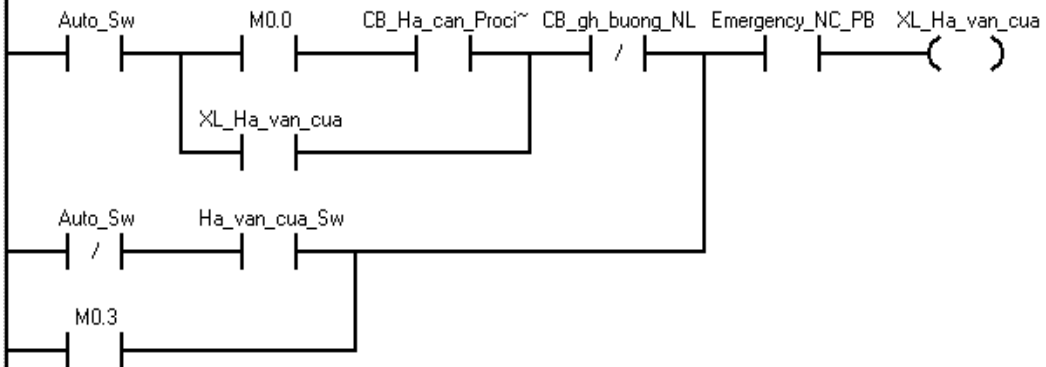 Auto_Sw M0.0 CB_Ha_can_Proci~ CB_gh_buong_NL Emergency_NC_PB XL_Ha_van_cua
/
XL_Ha_van_cua
Auto_Sw Ha_van_cua_Sw
/
M0.3